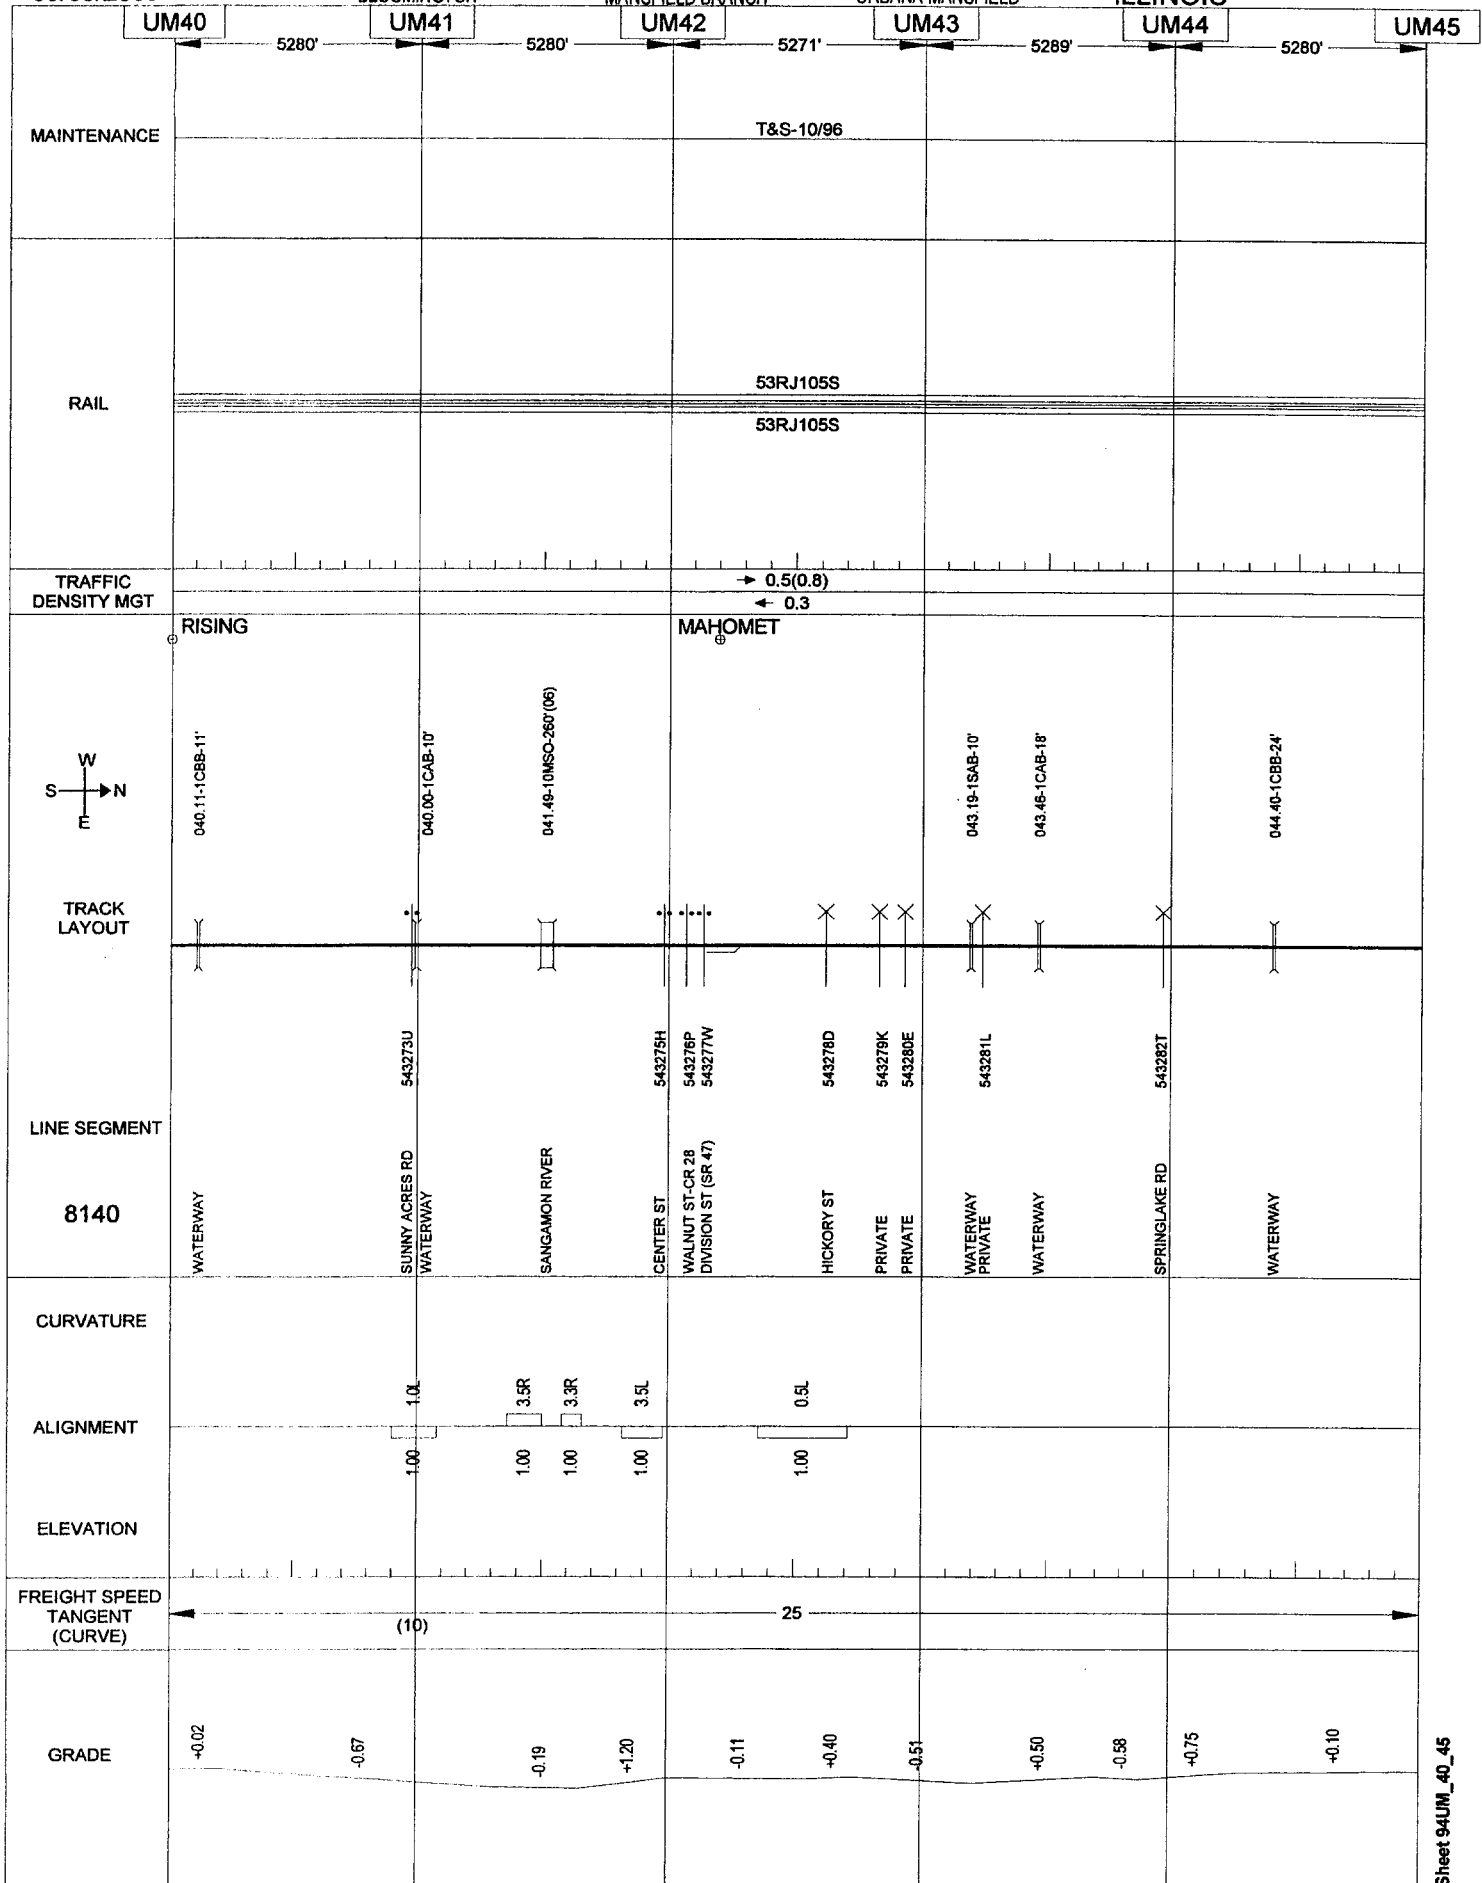 UM40 UM41 UM42 UM43 UM44 UM45
5280' 5280' 5271' 5289' 5280'
MAINTENANCE
T&S-10/96
RAIL
53RJ105S
53RJ105S
TRAFFIC
DENSITY MGT
0.5(0.8)
0.3
RISING
MAHOMET
W
S N
E
040.11-1CBB-11'
040.00-1CAB-10'
041.49-10MSO-260'(06)
043.19-1SAB-10'
043.46-1CAB-18'
044.40-1CBB-24'
TRACK
LAYOUT
543273U
543275H
543276P
543277W
543278D
543279K
543280E
543281L
543282T
LINE SEGMENT
8140
WATERWAY
SUNNY ACRES RD
WATERWAY
SANGAMON RIVER
CENTER ST
WALNUT ST-CR 28
DIVISION ST (SR 47)
HICKORY ST
PRIVATE
PRIVATE
WATERWAY
PRIVATE
WATERWAY
SPRINGLAKE RD
WATERWAY
CURVATURE
1.0L 3.5R 3.3R 3.5L 0.5L
ALIGNMENT
1.00 1.00 1.00 1.00 1.00
ELEVATION
FREIGHT SPEED
TANGENT
(CURVE)
(10)
25
GRADE
+0.02 -0.67 -0.19 +1.20 -0.11 +0.40 -0.51 +0.50 -0.58 +0.75 +0.10
Sheet 94UM_40_45